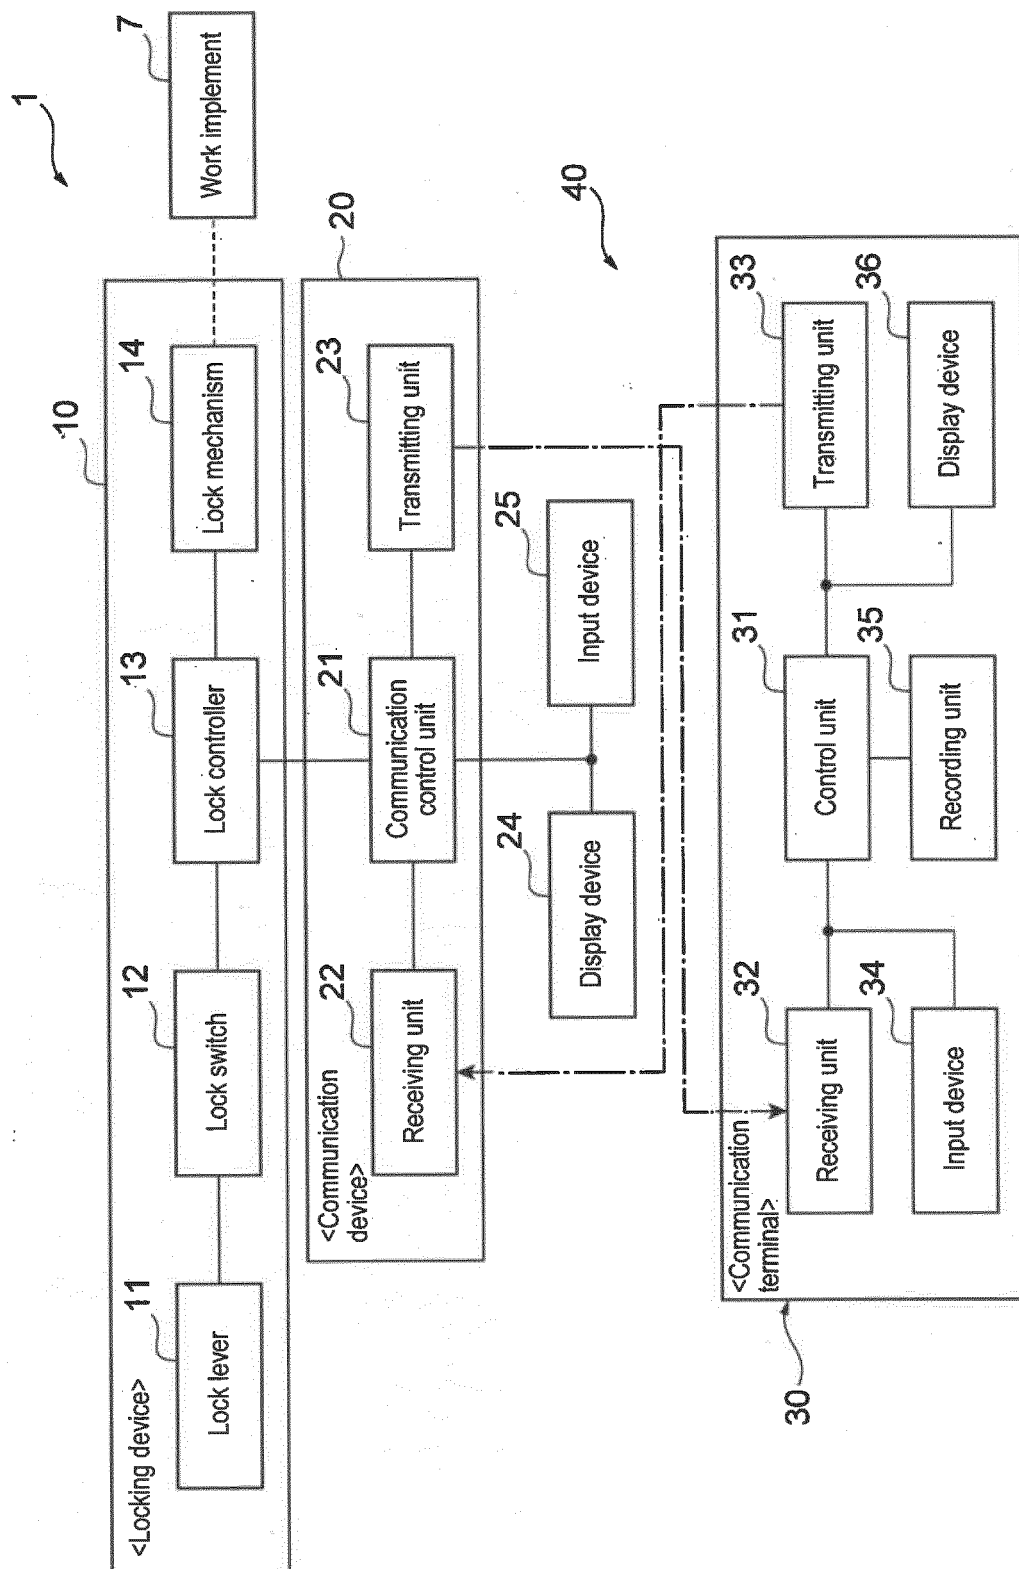 1
7
Work implement
10
<Locking device>
11
Lock lever
12
Lock switch
13
Lock controller
14
Lock mechanism
20
<Communication
device>
22
Receiving unit
21
Communication
control unit
23
Transmitting unit
24
Display device
25
Input device
40
30
<Communication
terminal>
32
Receiving unit
31
Control unit
33
Transmitting unit
34
Input device
35
Recording unit
36
Display device